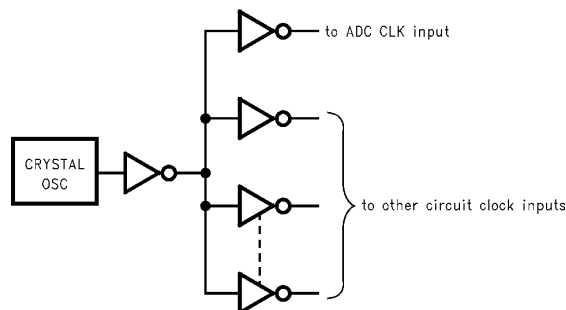 to ADC CLK input
CRYSTAL
OSC
to other circuit clock inputs